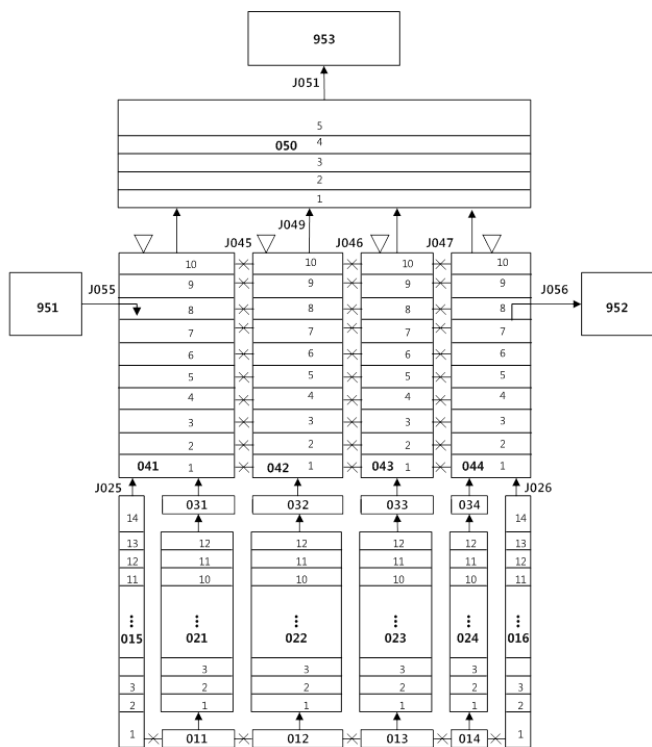 953
J051
5
050 4
3
2
1
J049
J045 J046 J047
10 10 10 10
951 J055 9 9 9 9 J056 952
8 8 8 8
7 7 7 7
6 6 6 6
5 5 5 5
4 4 4 4
3 3 3 3
2 2 2 2
041 1 042 1 043 1 044 1
J025 J026
031 032 033 034
14 14
13 12 12 12 12 13
12 11 11 11 11 12
11 10 10 10 10 11
⋮ ⋮ ⋮ ⋮ ⋮ ⋮
015 021 022 023 024 016
3 3 3 3
3 2 2 2 2 3
2 1 1 1 1 2
1 011 012 013 014 1